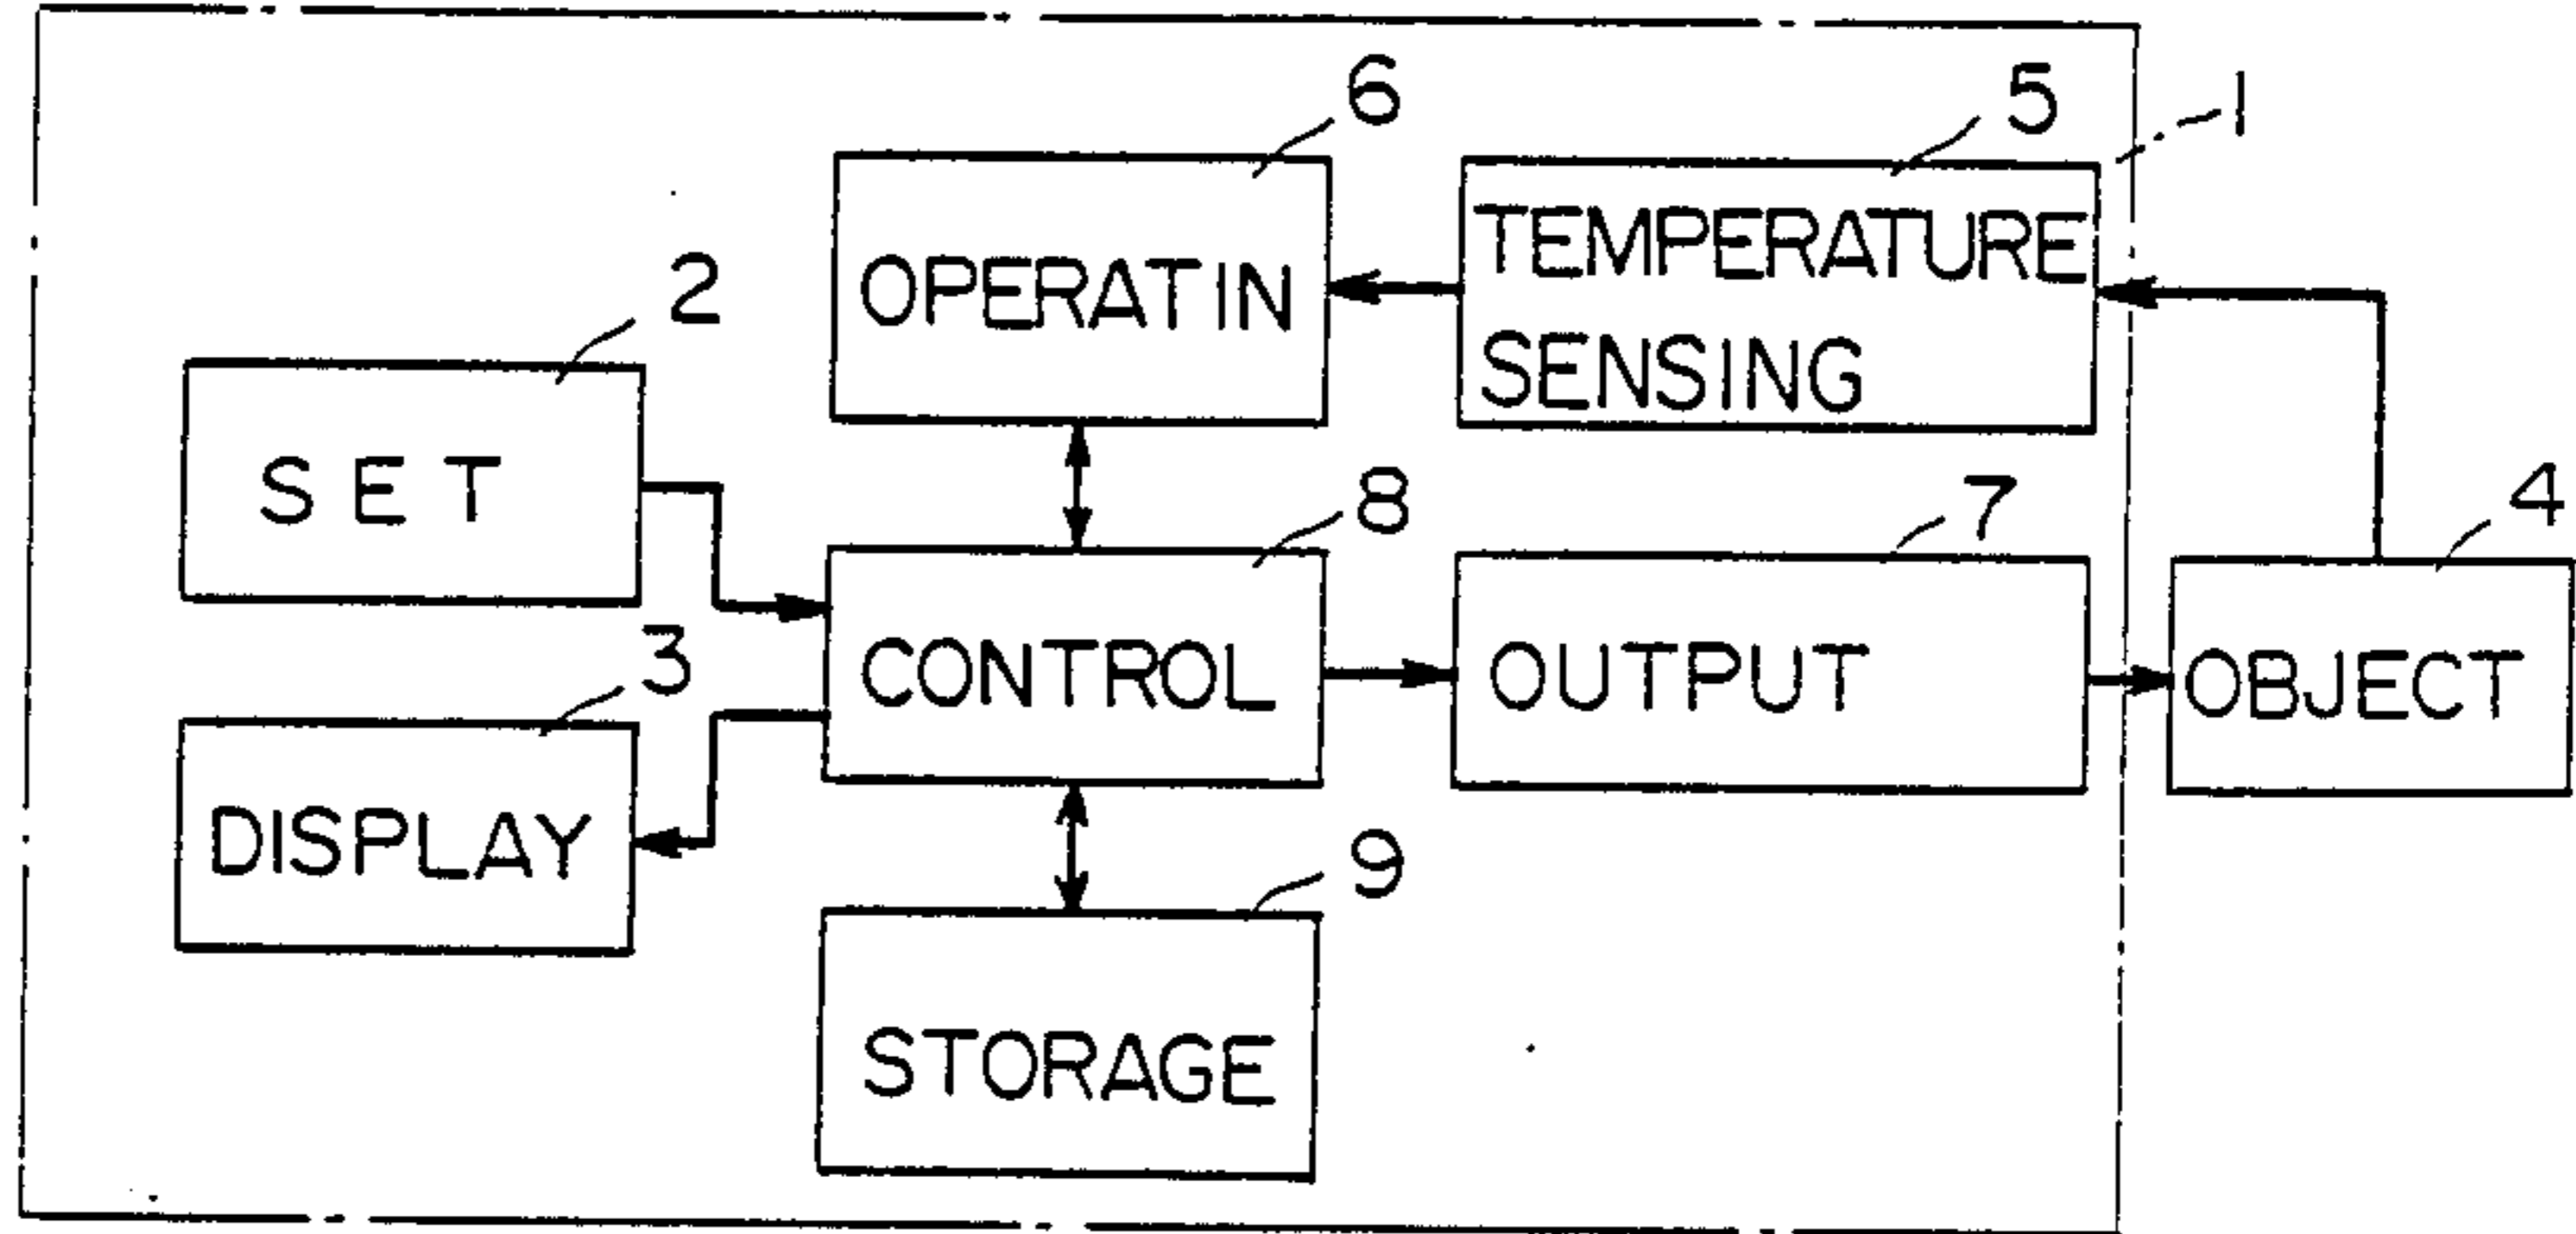 6
5
1
OPERATIN
TEMPERATURE
SENSING
2
SET
8
7
4
CONTROL
OUTPUT
OBJECT
3
DISPLAY
9
STORAGE